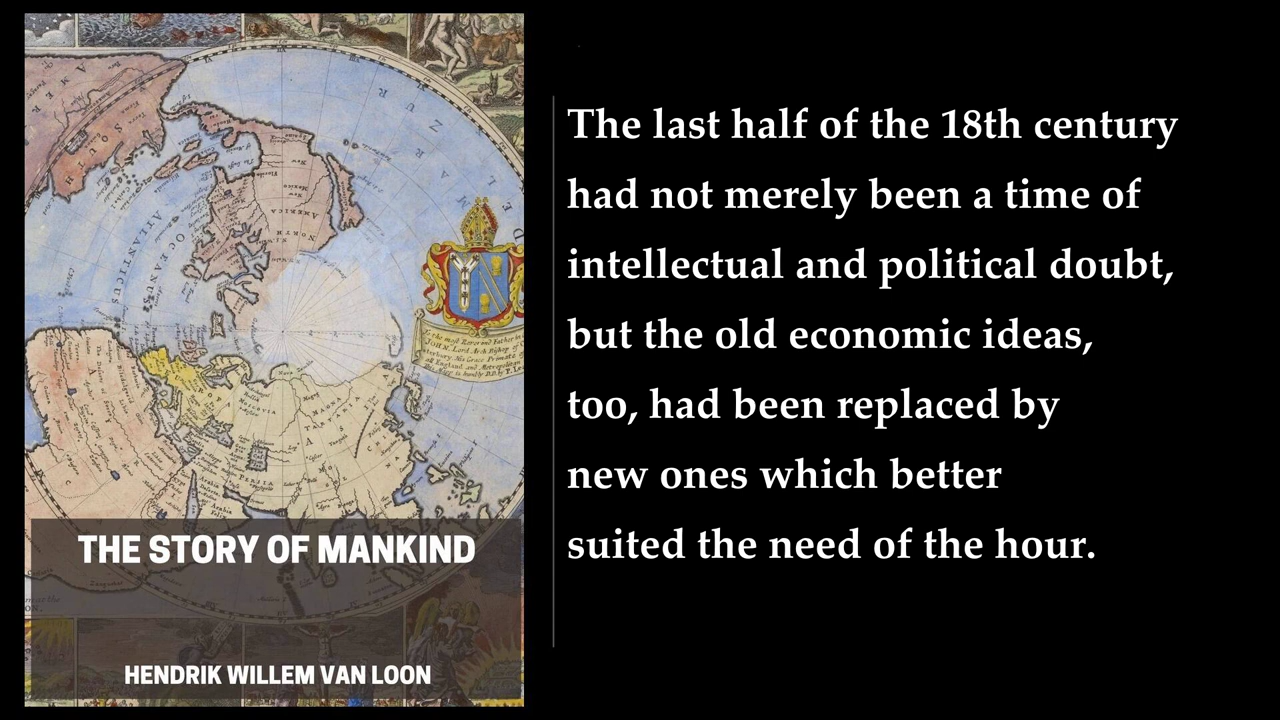 THE STORY OF MANKIND
HENDRIK WILLEM VAN LOON
The last half of the 18th century
had not merely been a time of
intellectual and political doubt,
but the old economic ideas,
too, had been replaced by
new ones which better
suited the need of the hour.